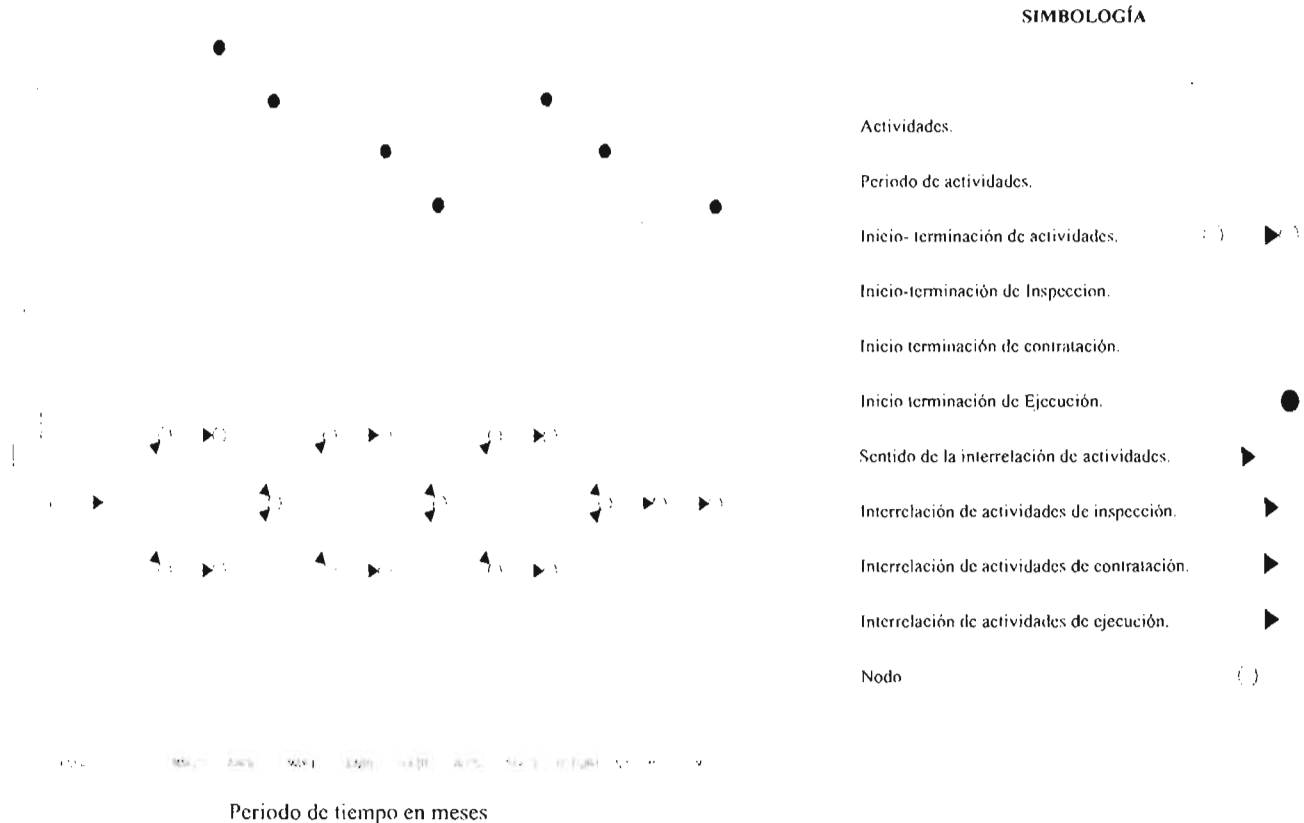 SIMBOLOGÍA
Actividades.
Periodo de actividades.
Inicio- terminación de actividades.
Inicio-terminación de Inspeccion.
Inicio terminación de contratación.
Inicio terminación de Ejecución.
Sentido de la interrelación de actividades.
Interrelación de actividades de inspección.
Interrelación de actividades de contratación.
Interrelación de actividades de ejecución.
Nodo
Periodo de tiempo en meses